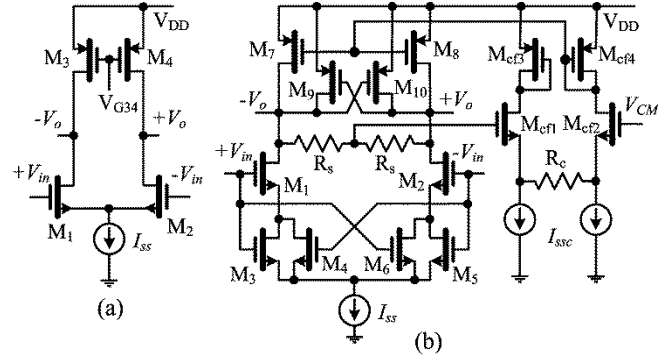 V_DD
M_3
M_4
V_G34
-V_o
+V_o
+V_in
-V_in
M_1
M_2
I_ss
(a)
V_DD
M_7
M_8
M_9
M_10
-V_o
+V_o
R_s
R_s
+V_in
-V_in
M_1
M_2
M_3
M_4
M_6
M_5
I_ss
M_cf3
M_cf4
M_cf1
M_cf2
V_CM
R_c
I_ssc
(b)